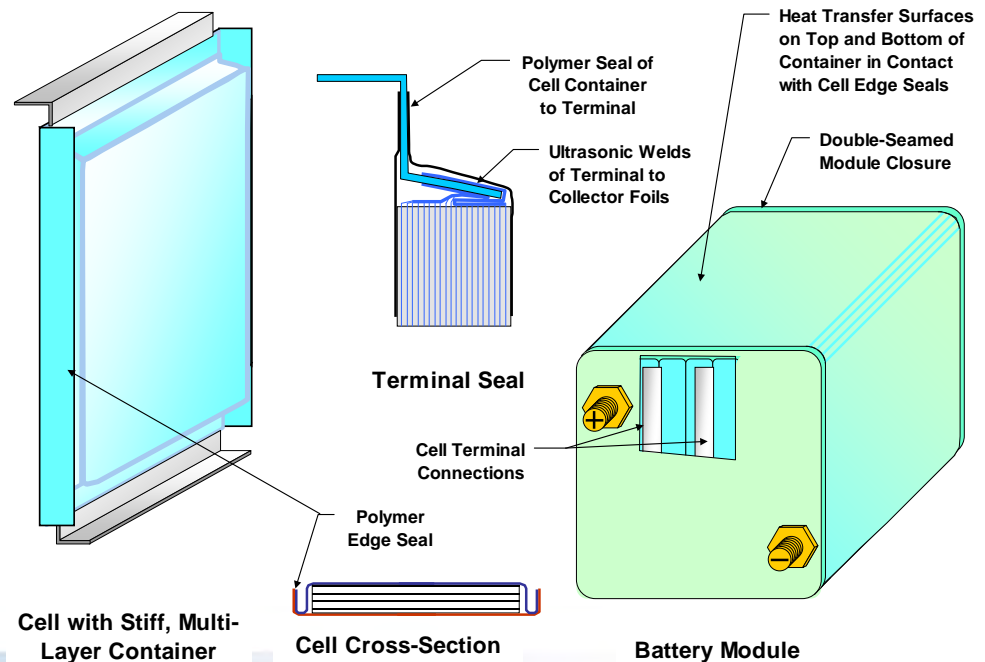 Heat Transfer Surfaces
on Top and Bottom of
Container in Contact
with Cell Edge Seals
Polymer Seal of
Cell Container
to Terminal
Double-Seamed
Module Closure
Ultrasonic Welds
of Terminal to
Collector Foils
Terminal Seal
+
Cell Terminal
Connections
Polymer
Edge Seal
−
Cell with Stiff, Multi-
Layer Container
Cell Cross-Section
Battery Module